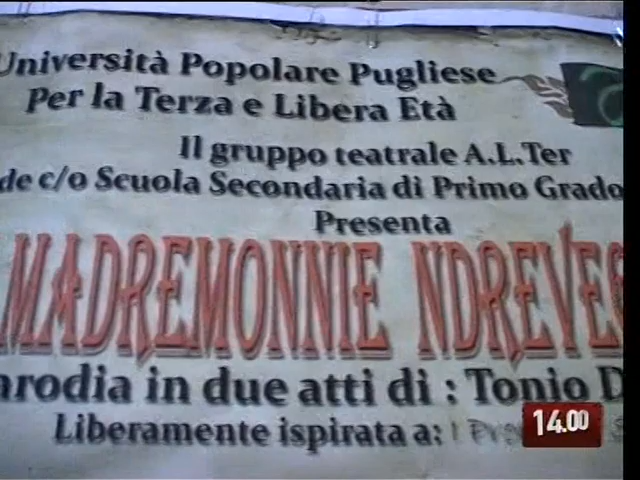 Università Popolare Pugliese
Per la Terza e Libera Età
Il gruppo teatrale A.L.Ter
de c/o Scuola Secondaria di Primo Grado
Presenta
MADREMONNIE NDREVE
arodia in due atti di : Tonio D
Liberamente ispirata a: I
14.00